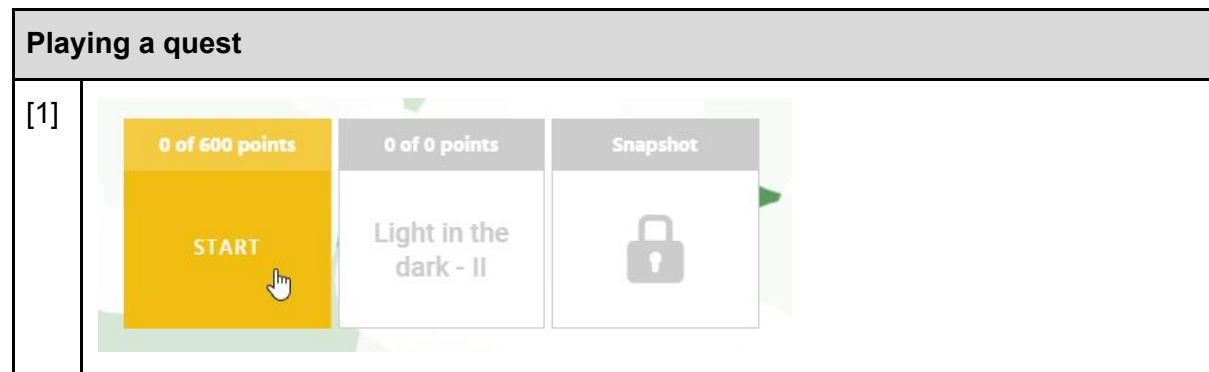 Playing a quest
[1]
0 of 600 points
0 of 0 points
Snapshot
START
Light in the
dark - II